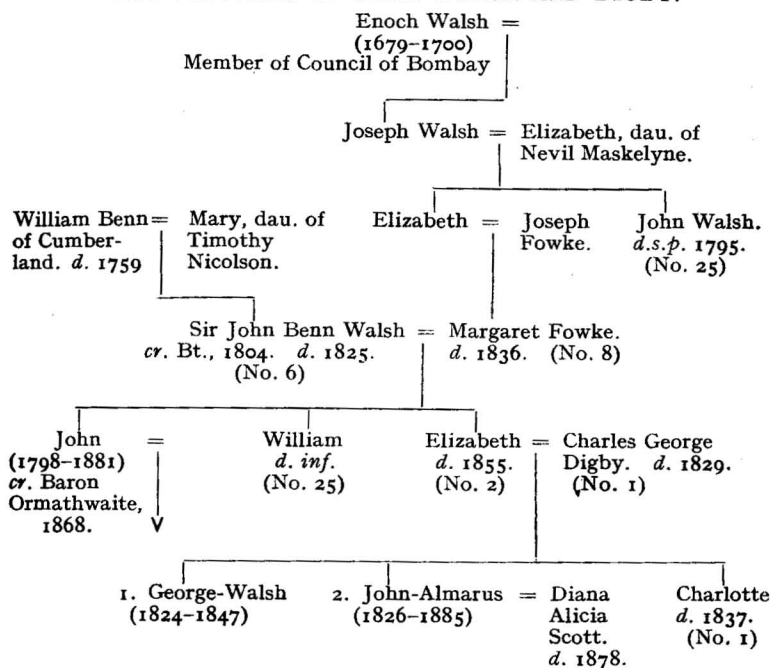 Enoch Walsh =
(1679–1700)
Member of Council of Bombay
Joseph Walsh = Elizabeth, dau. of
Nevil Maskelyne.
William Benn =
of Cumber-
land. d. 1759
Mary, dau. of
Timothy
Nicolson.
Elizabeth =
Joseph
Fowke.
John Walsh.
d.s.p. 1795.
(No. 25)
Sir John Benn Walsh =
cr. Bt., 1804. d. 1825.
(No. 6)
Margaret Fowke.
d. 1836. (No. 8)
John =
(1798–1881)
cr. Baron
Ormathwaite,
1868.
William
d. inf.
(No. 25)
Elizabeth =
d. 1855.
(No. 2)
Charles George
Digby. d. 1829.
(No. 1)
1. George-Walsh
(1824–1847)
2. John-Almarus =
(1826–1885)
Diana
Alicia
Scott.
d. 1878.
Charlotte
d. 1837.
(No. 1)